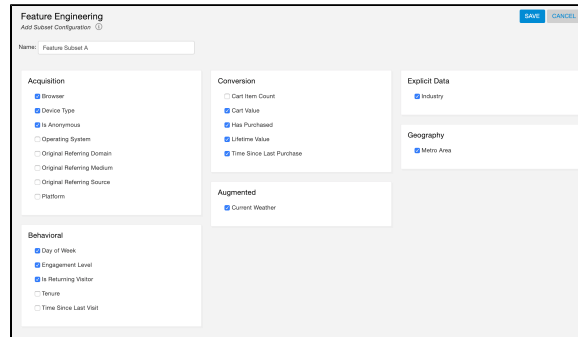 Feature Engineering
SAVE
CANCEL
Add Subset Configuration
Name:
Feature Subset A
Acquisition
Browser
Device Type
Is Anonymous
Operating System
Original Referring Domain
Original Referring Medium
Original Referring Source
Platform
Behavioral
Day of Week
Engagement Level
Is Returning Visitor
Tenure
Time Since Last Visit
Conversion
Cart Item Count
Cart Value
Has Purchased
Lifetime Value
Time Since Last Purchase
Augmented
Current Weather
Explicit Data
Industry
Geography
Metro Area